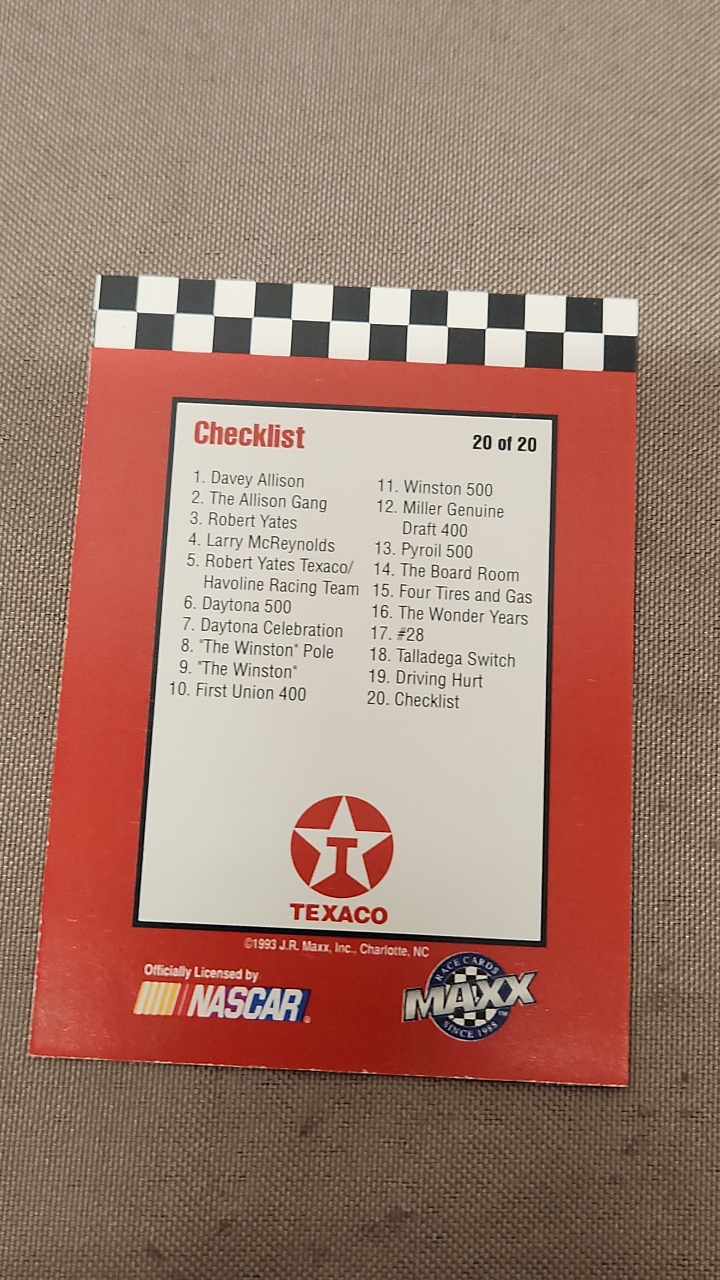 Checklist
20 of 20
1. Davey Allison
2. The Allison Gang
3. Robert Yates
4. Larry McReynolds
5. Robert Yates Texaco/
Havoline Racing Team
6. Daytona 500
7. Daytona Celebration
8. "The Winston" Pole
9. "The Winston"
10. First Union 400
11. Winston 500
12. Miller Genuine
Draft 400
13. Pyroil 500
14. The Board Room
15. Four Tires and Gas
16. The Wonder Years
17. #28
18. Talladega Switch
19. Driving Hurt
20. Checklist
T
TEXACO
©1993 J.R. Maxx, Inc., Charlotte, NC
Officially Licensed by
NASCAR®
RACE CARDS
MAXX™
SINCE 1988